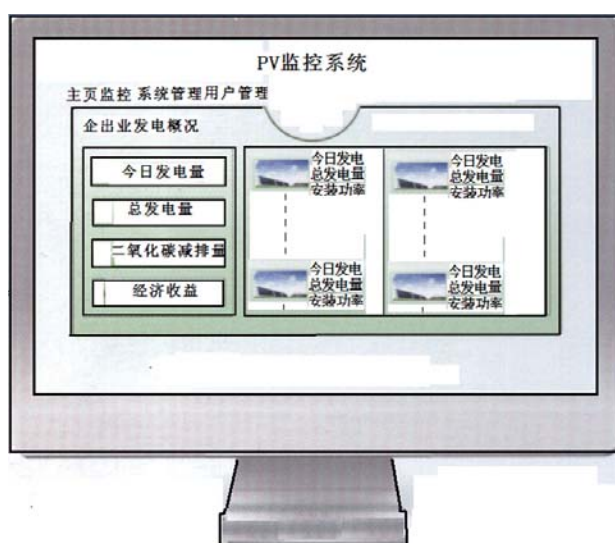 PV监控系统
主页监控 系统管理用户管理
企出业发电概况
今日发电量
总发电量
二氧化碳减排量
经济收益
今日发电
总发电量
安装功率
今日发电
总发电量
安装功率
今日发电
总发电量
安装功率
今日发电
总发电量
安装功率